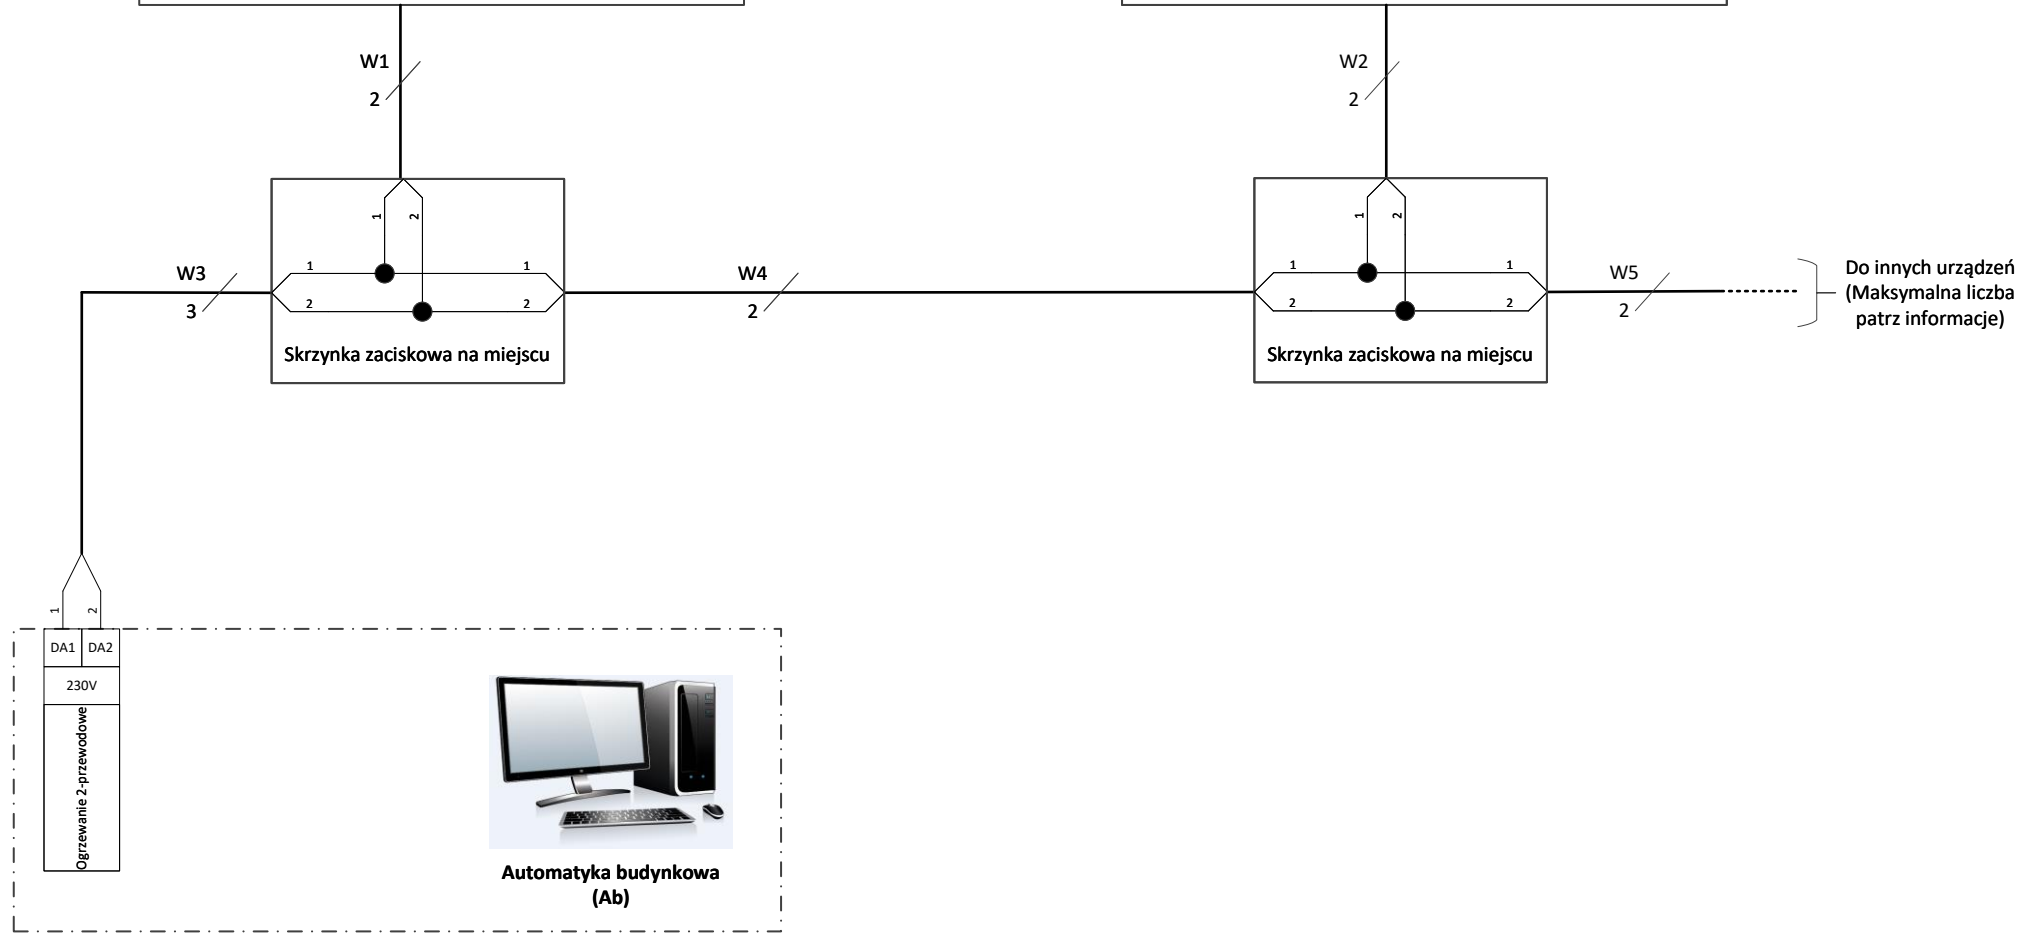 W1
2
W2
2
1
2
1
2
W3
3
1
1
2
2
W4
2
1
1
2
2
W5
2
Do innych urządzeń
(Maksymalna liczba
patrz informacje)
Skrzynka zaciskowa na miejscu
Skrzynka zaciskowa na miejscu
1
2
DA1
DA2
230V
Ogrzewanie 2-przewodowe
Automatyka budynkowa
(Ab)